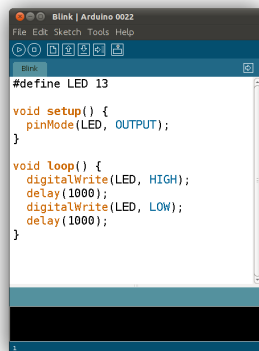 Blink | Arduino 0022
File Edit Sketch Tools Help
Blink
#define LED 13

void setup() {
  pinMode(LED, OUTPUT);
}

void loop() {
  digitalWrite(LED, HIGH);
  delay(1000);
  digitalWrite(LED, LOW);
  delay(1000);
}
1